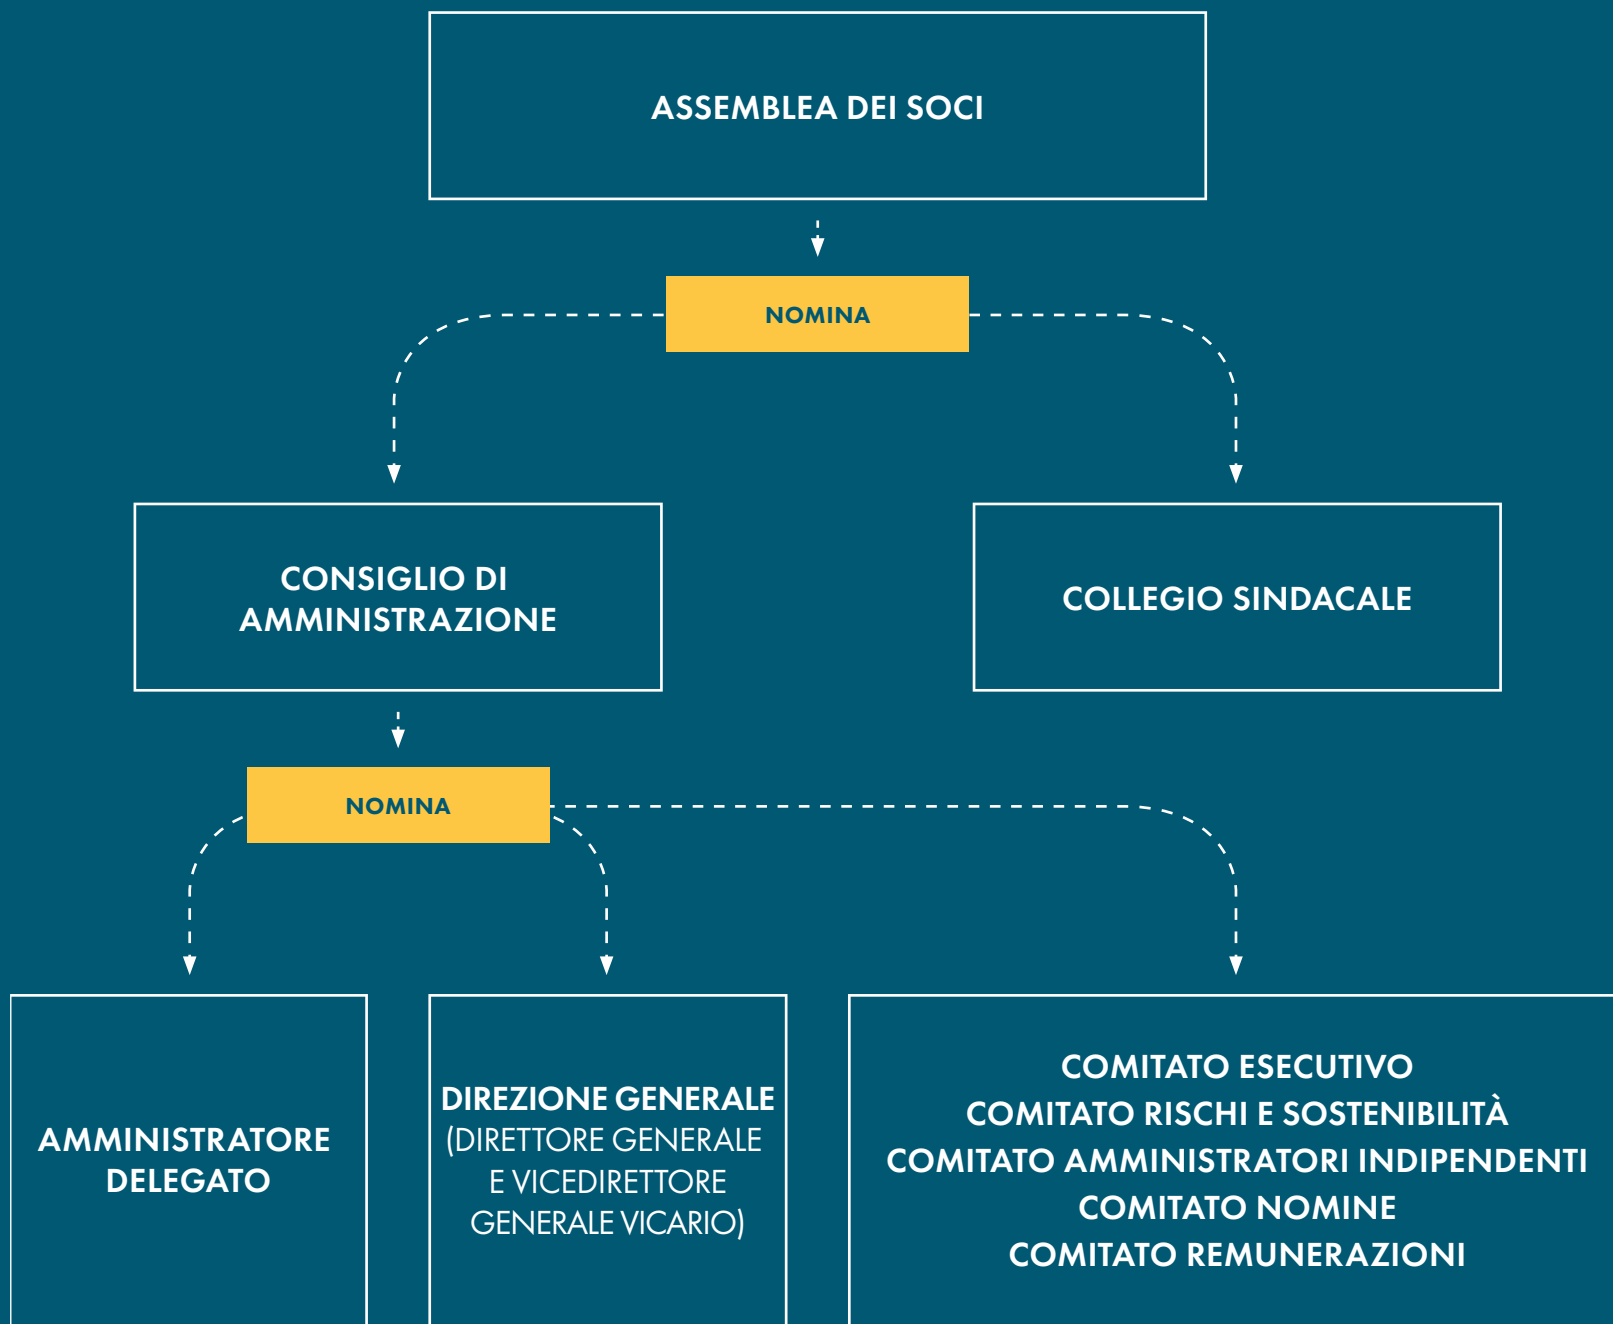 ASSEMBLEA DEI SOCI
NOMINA
CONSIGLIO DI
AMMINISTRAZIONE
COLLEGIO SINDACALE
NOMINA
AMMINISTRATORE
DELEGATO
DIREZIONE GENERALE
(DIRETTORE GENERALE
E VICEDIRETTORE
GENERALE VICARIO)
COMITATO ESECUTIVO
COMITATO RISCHI E SOSTENIBILITÀ
COMITATO AMMINISTRATORI INDIPENDENTI
COMITATO NOMINE
COMITATO REMUNERAZIONI